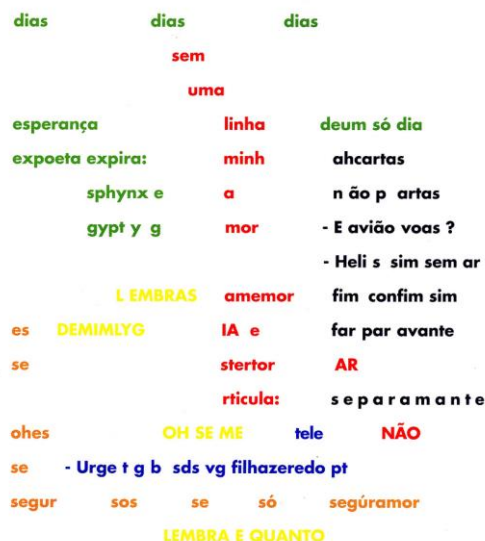 dias dias dias
sem
uma
esperança linha deum só dia
expoeta expira: minh ahcartas
sphynx e a n ão p artas
gypt y g mor - E avião voas ?
- Heli s sim sem ar
L EMBRAS amemor fim confim sim
es DEMIMLYG IA e far par avante
se stertor AR
rticula: s e p a r a m a n t e
ohes OH SE ME tele NÃO
se - Urge t g b sds vg filhazeredo pt
segur sos se só segúramor
LEMBRA E QUANTO